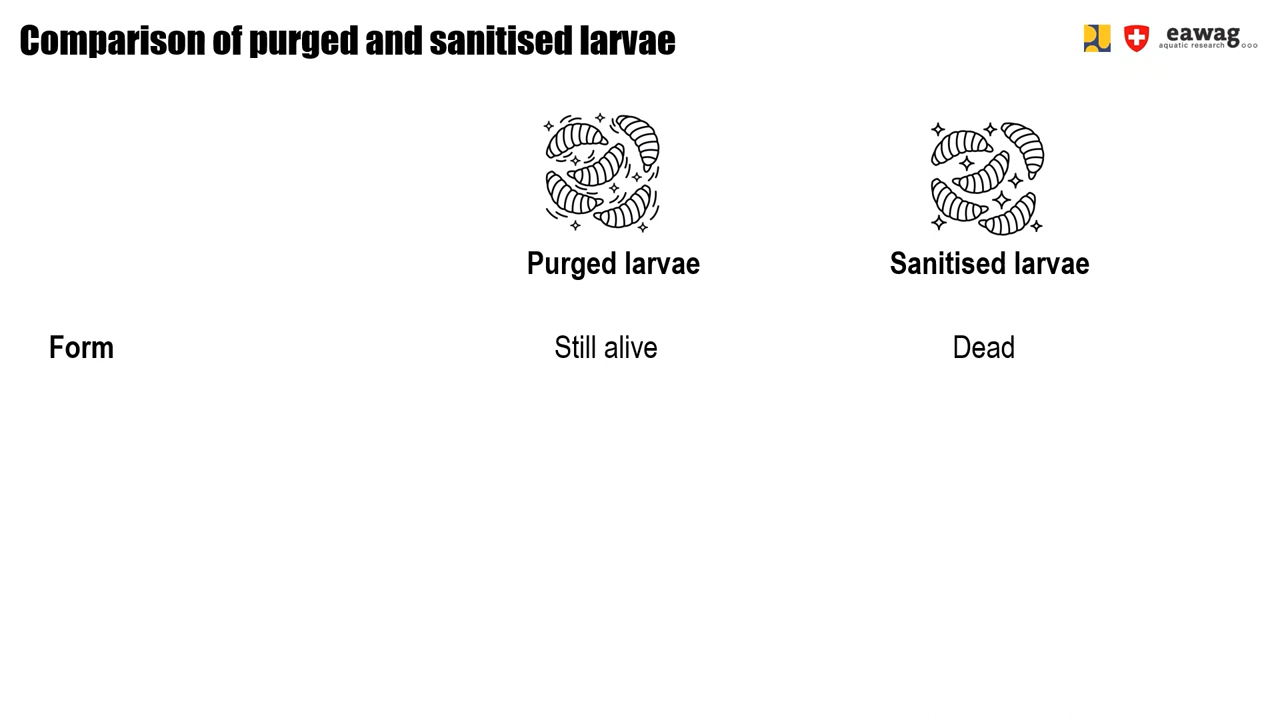 Comparison of purged and sanitised larvae
eawag
aquatic research
Purged larvae
Sanitised larvae
Form
Still alive
Dead